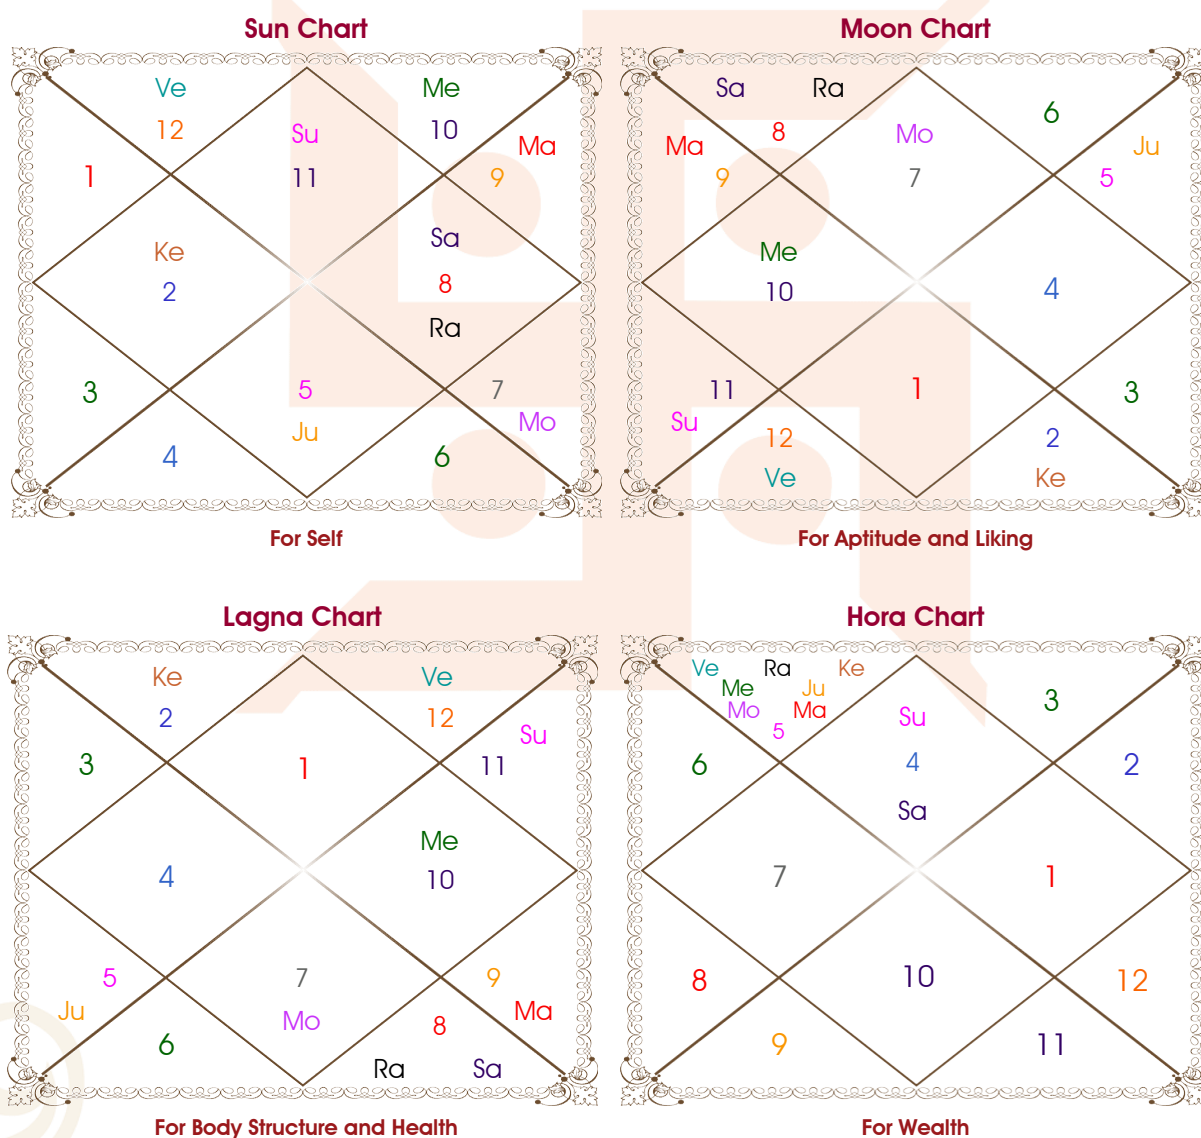 Sun Chart
Ve
Me
12
Su
10
Ma
1
11
9
Ke
Sa
2
8
Ra
3
5
7
Ju
Mo
4
6
For Self
Moon Chart
Sa Ra
6
8
Mo
Ma
Ju
9
7
5
Me
10
4
11
1
3
Su
12
2
Ve
Ke
For Aptitude and Liking
Lagna Chart
Ke
Ve
2
12
Su
3
1
11
Me
4
10
5
7
9
Ju
Mo
Ma
6
8
Ra
Sa
For Body Structure and Health
Hora Chart
Ve Ra Ke
Me Ju
Mo Ma
5
3
Su
6
4
2
Sa
7
1
8
10
12
9
11
For Wealth